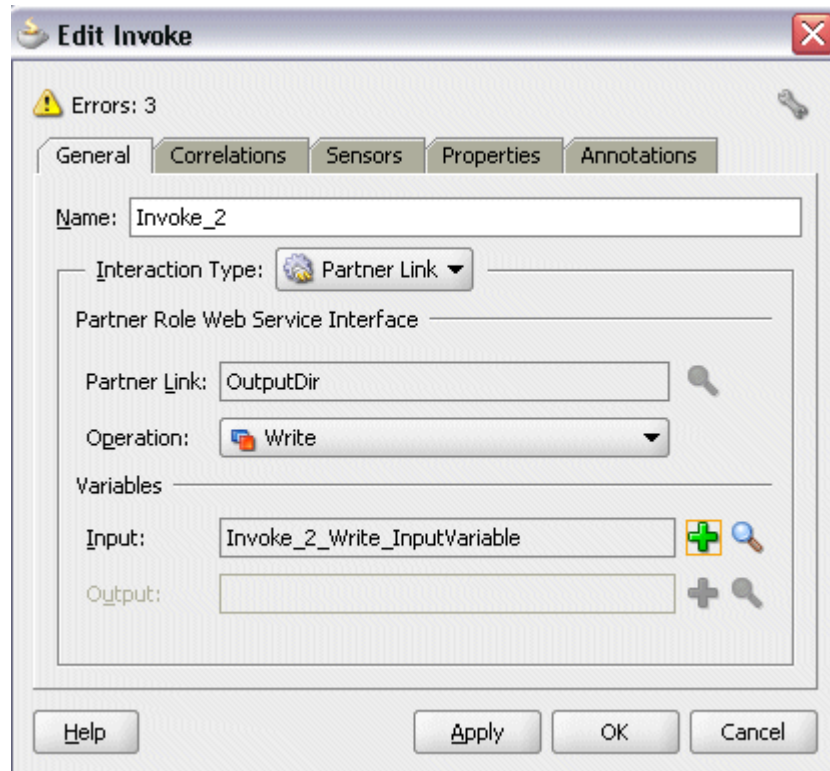 Edit Invoke
Errors: 3
General Correlations Sensors Properties Annotations
Name: Invoke_2
Interaction Type: Partner Link
Partner Role Web Service Interface
Partner Link: OutputDir
Operation: Write
Variables
Input: Invoke_2_Write_InputVariable
Output:
Help Apply OK Cancel